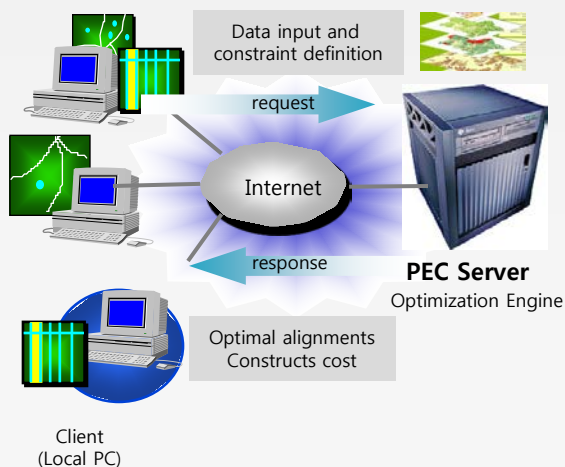 Data input and
constraint definition
request
Internet
response
PEC Server
Optimization Engine
Optimal alignments
Constructs cost
Client
(Local PC)